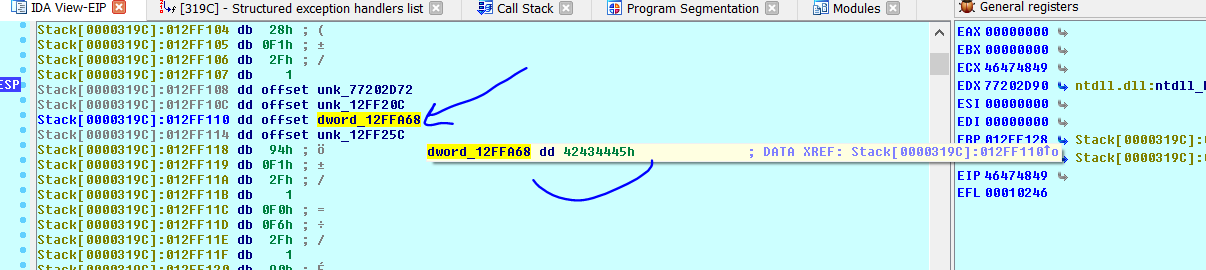 IDA View-EIP [319C] - Structured exception handlers list Call Stack Program Segmentation Modules General registers
Stack[0000319C]:012FF104 db 28h ; (
Stack[0000319C]:012FF105 db 0F1h ; ±
Stack[0000319C]:012FF106 db 2Fh ; /
Stack[0000319C]:012FF107 db 1
Stack[0000319C]:012FF108 dd offset unk_77202D72
Stack[0000319C]:012FF10C dd offset unk_12FF20C
Stack[0000319C]:012FF110 dd offset dword_12FFA68
Stack[0000319C]:012FF114 dd offset unk_12FF25C
Stack[0000319C]:012FF118 db 94h ; ö
Stack[0000319C]:012FF119 db 0F1h ; ±
Stack[0000319C]:012FF11A db 2Fh ; /
Stack[0000319C]:012FF11B db 1
Stack[0000319C]:012FF11C db 0F0h ; =
Stack[0000319C]:012FF11D db 0F6h ; ÷
Stack[0000319C]:012FF11E db 2Fh ; /
Stack[0000319C]:012FF11F db 1
Stack[0000319C]:012FF120 db 90h ; É
ESP
dword_12FFA68 dd 42434445h ; DATA XREF: Stack[0000319C]:012FF110↑o
EAX 00000000
EBX 00000000
ECX 46474849
EDX 77202D90 ntdll.dll:ntdll_
ESI 00000000
EDI 00000000
EBP 012FF128 Stack[0000319C]:
Stack[0000319C]:
EIP 46474849
EFL 00010246